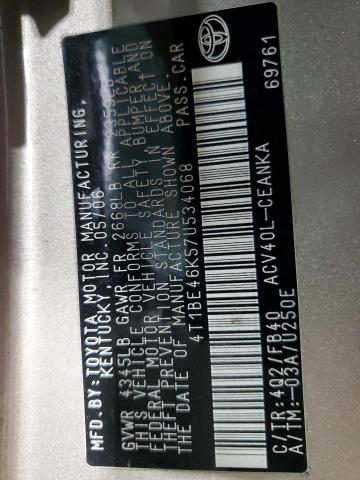 MFD. BY: TOYOTA MOTOR MANUFACTURING,
KENTUCKY, INC. 05/06
GVWR 4345LB GAWR FR 2668LB RR 2359LB
THIS VEHICLE CONFORMS TO ALL APPLICABLE
FEDERAL MOTOR VEHICLE SAFETY, BUMPER AND
THEFT PREVENTION STANDARDS IN EFFECT ON
THE DATE OF MANUFACTURE SHOWN ABOVE.
4T1BE46K57U534068 PASS.CAR
C/TR:4Q2/FB40 ACV40L-CEANKA
A/TM:-03A/U250E 69761